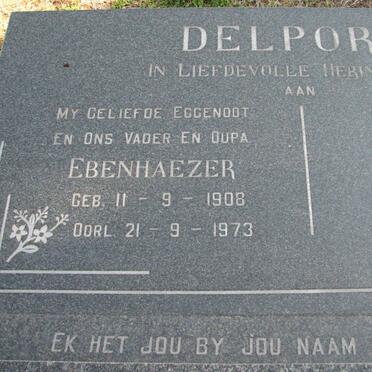 DELPOR
IN LIEFDEVOLLE HERIN
AAN
MY GELIEFDE EGGENOOT
EN ONS VADER EN OUPA
EBENHAEZER
GEB. 11 - 9 - 1908
OORL. 21 - 9 - 1973
EK HET JOU BY JOU NAAM